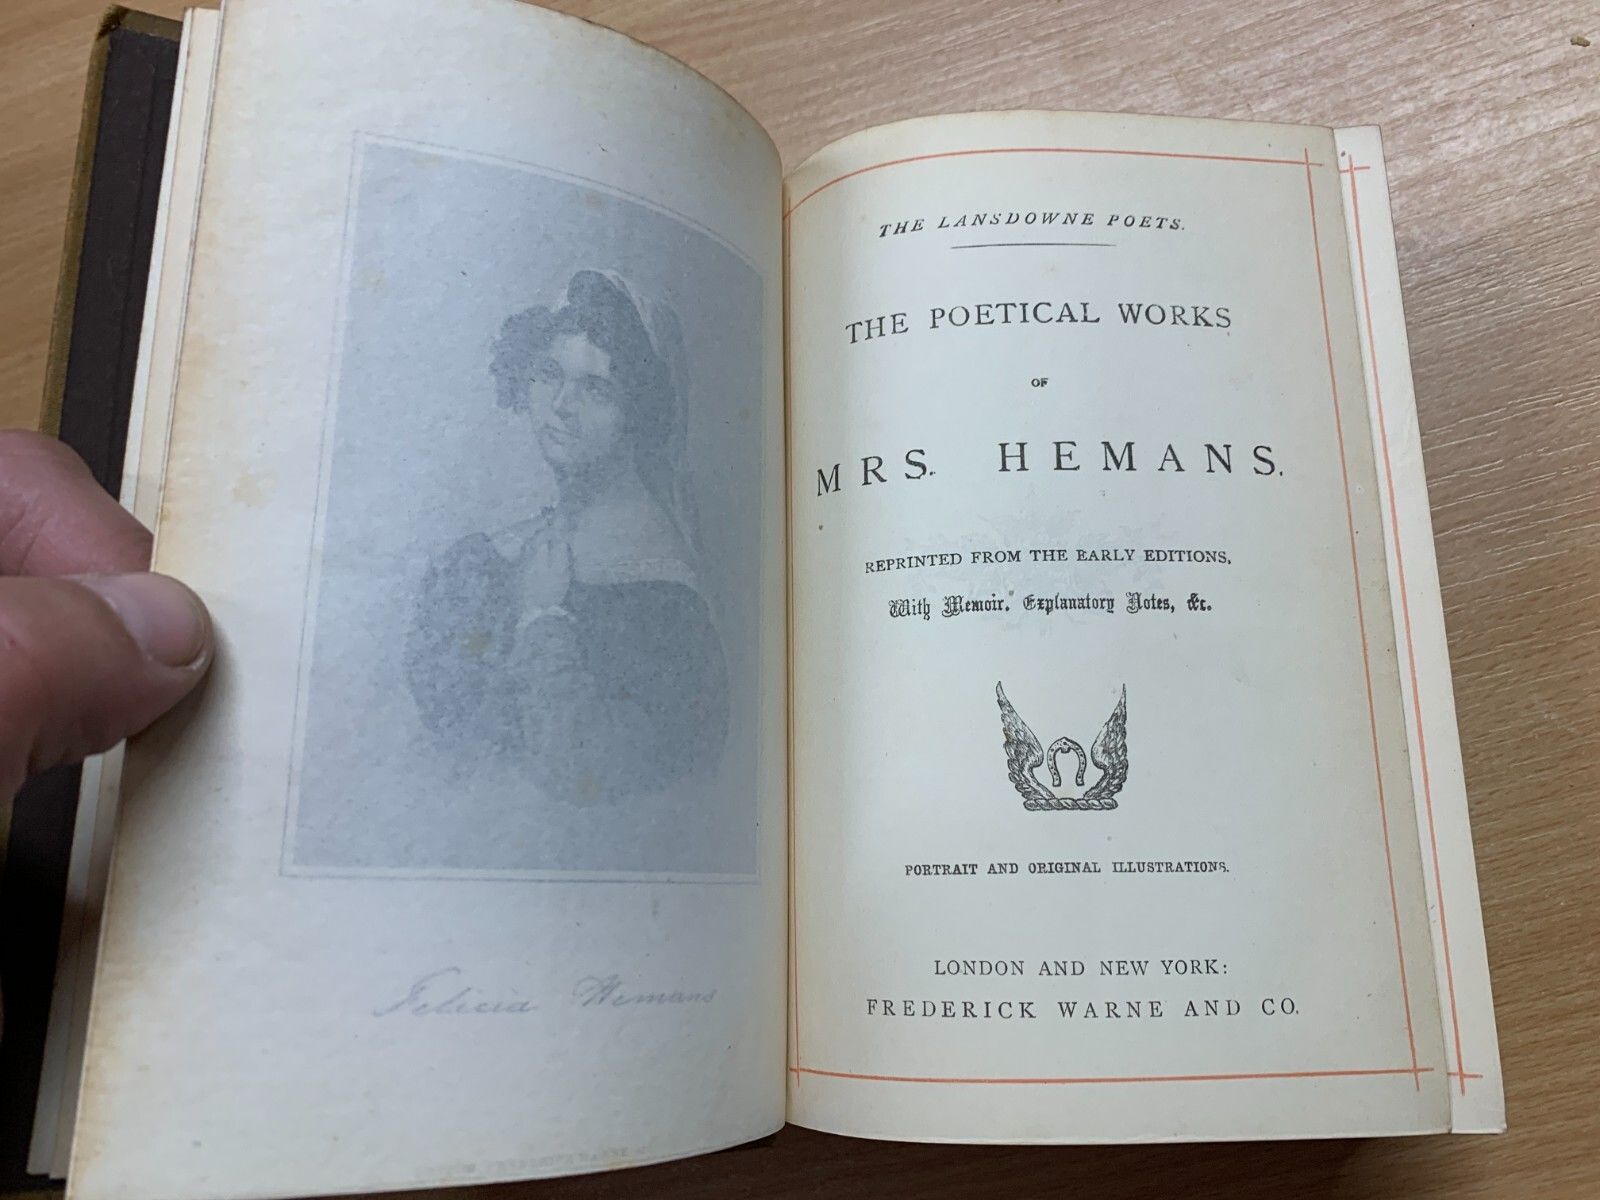 Felicia Hemans
THE LANSDOWNE POETS.
THE POETICAL WORKS
OF
MRS. HEMANS.
REPRINTED FROM THE EARLY EDITIONS,
With Memoir, Explanatory Notes, &c.
PORTRAIT AND ORIGINAL ILLUSTRATIONS.
LONDON AND NEW YORK:
FREDERICK WARNE AND CO.